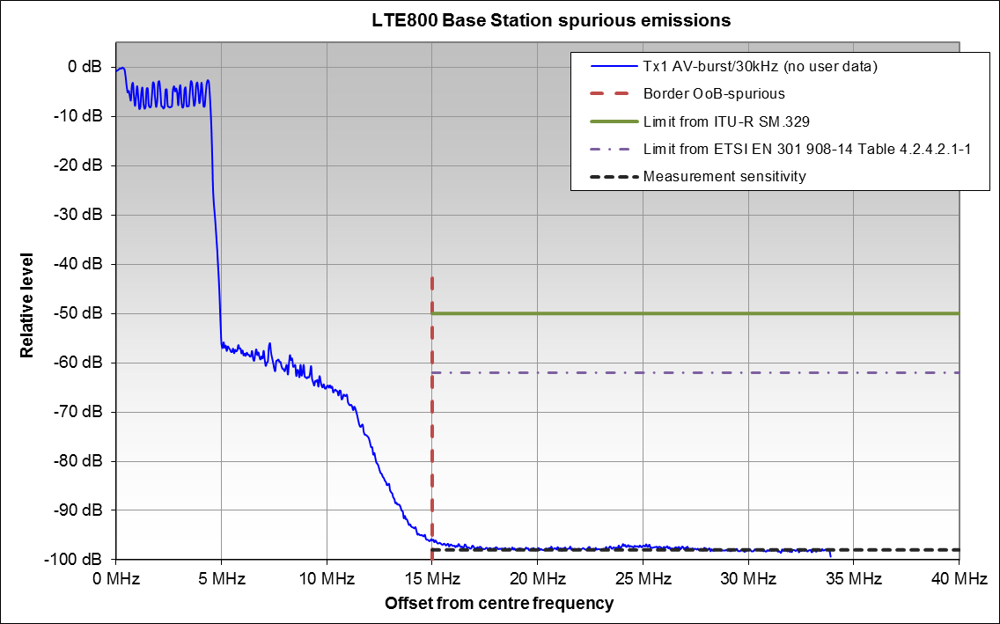 LTE800 Base Station spurious emissions
Tx1 AV-burst/30kHz (no user data)
Border OoB-spurious
Limit from ITU-R SM.329
Limit from ETSI EN 301 908-14 Table 4.2.4.2.1-1
Measurement sensitivity
Relative level
0 dB
-10 dB
-20 dB
-30 dB
-40 dB
-50 dB
-60 dB
-70 dB
-80 dB
-90 dB
-100 dB
0 MHz 5 MHz 10 MHz 15 MHz 20 MHz 25 MHz 30 MHz 35 MHz 40 MHz
Offset from centre frequency